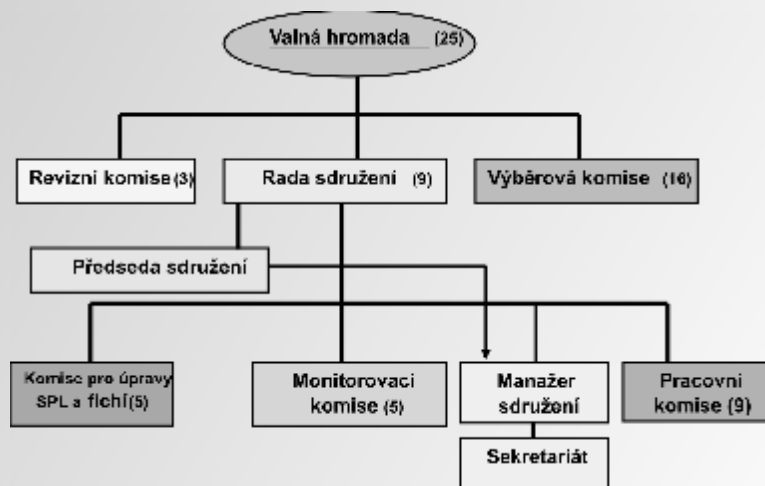 Valná hromada (25)
Revizní komise (3)
Rada sdružení (9)
Výběrová komise (16)
Předseda sdružení
Komise pro úpravy
SPL a fichí (5)
Monitorovací
komise (5)
Manažer
sdružení
Pracovní
komise (9)
Sekretariát